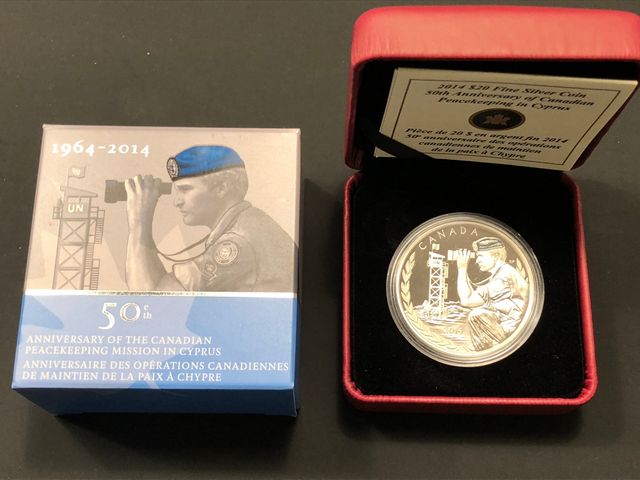 1964-2014
UN
50e th
ANNIVERSARY OF THE CANADIAN
PEACEKEEPING MISSION IN CYPRUS
ANNIVERSAIRE DES OPÉRATIONS CANADIENNES
DE MAINTIEN DE LA PAIX À CHYPRE
2014 $20 Fine Silver Coin
50th Anniversary of Canadian
Peacekeeping in Cyprus
Pièce de 20 $ en argent fin 2014
50e anniversaire des opérations
canadiennes de maintien
de la paix à Chypre
CANADA